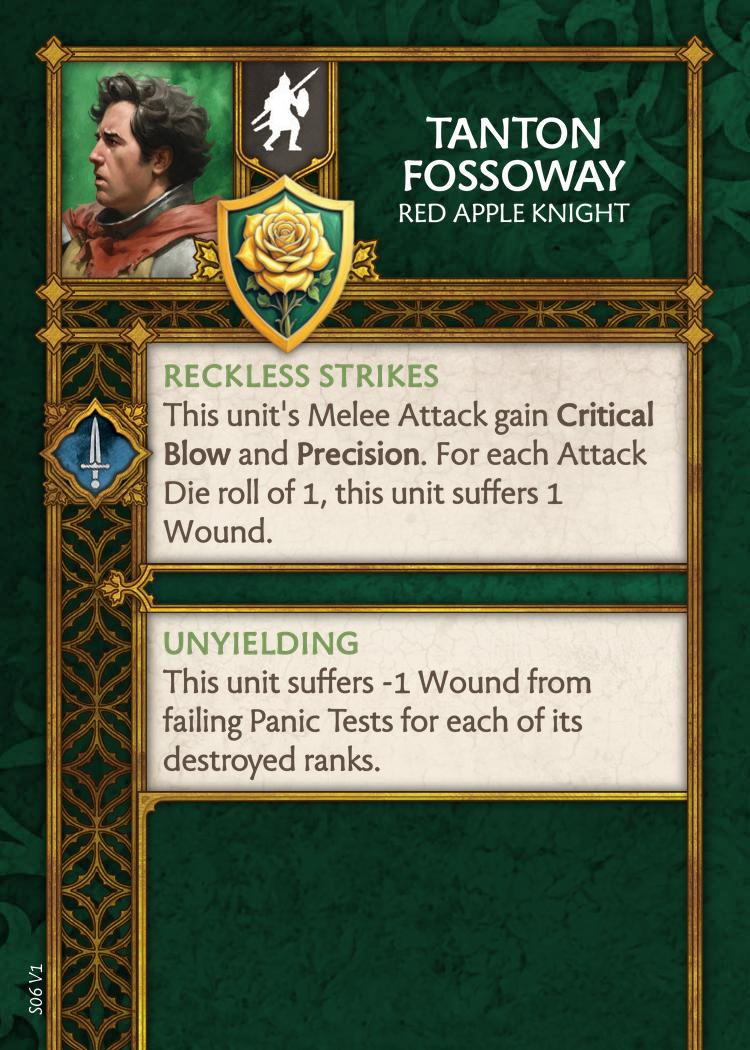 TANTON
FOSSOWAY
RED APPLE KNIGHT
RECKLESS STRIKES
This unit's Melee Attack gain Critical
Blow and Precision. For each Attack
Die roll of 1, this unit suffers 1
Wound.
UNYIELDING
This unit suffers -1 Wound from
failing Panic Tests for each of its
destroyed ranks.
S06 V1